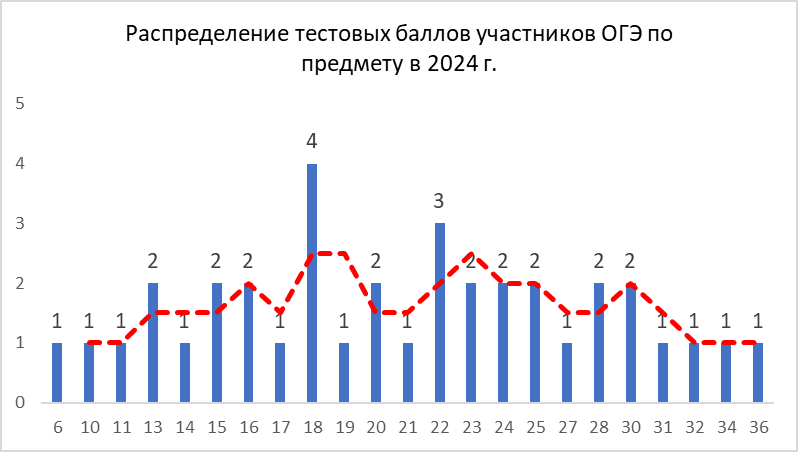 Распределение тестовых баллов участников ОГЭ по
предмету в 2024 г.
5
4
3
2
1
0
1 1 1 2 1 2 2 1 4 1 2 1 3 2 2 2 1 2 2 1 1 1 1
6 10 11 13 14 15 16 17 18 19 20 21 22 23 24 25 27 28 30 31 32 34 36